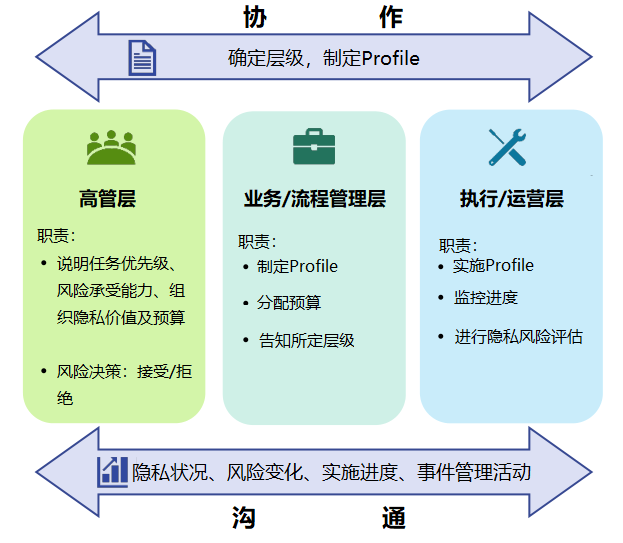 协 作
确定层级，制定Profile
高管层
职责：
• 说明任务优先级、
风险承受能力、组
织隐私价值及预算
• 风险决策：接受/拒
绝
业务/流程管理层
职责：
• 制定Profile
• 分配预算
• 告知所定层级
执行/运营层
职责：
• 实施Profile
• 监控进度
• 进行隐私风险评估
隐私状况、风险变化、实施进度、事件管理活动
沟 通